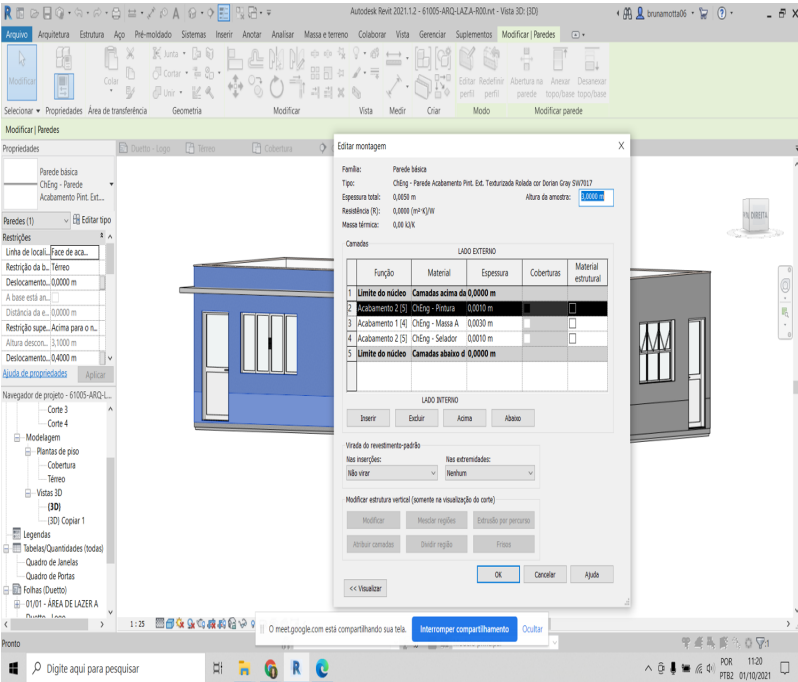 Autodesk Revit 2021.1.2 - 61005-ARQ-LAZ.A-R00.rvt - Vista 3D: {3D}
brunamotta06
Arquivo Arquitetura Estrutura Aço Pré-moldado Sistemas Inserir Anotar Analisar Massa e terreno Colaborar Vista Gerenciar Suplementos Modificar | Paredes
Modificar
Colar
Junta
Cortar
Unir
Editar perfil
Redefinir perfil
Abertura na parede
Anexar topo/base
Desanexar topo/base
Selecionar Propriedades Área de transferência Geometria Modificar Vista Medir Criar Modo Modificar parede
Modificar | Paredes
Propriedades
Duetto - Logo
Térreo
Cobertura
Parede básica
ChEng - Parede
Acabamento Pint. Ext....
Paredes (1) Editar tipo
Restrições
Linha de locali... Face de aca...
Restrição da b... Térreo
Deslocamento... 0,0000 m
A base está an...
Distância da e... 0,0000 m
Restrição supe... Acima para o n...
Altura descon... 3,1000 m
Deslocamento... 0,4000 m
Ajuda de propriedades Aplicar
Navegador de projeto - 61005-ARQ-L...
Corte 3
Corte 4
Modelagem
Plantas de piso
Cobertura
Térreo
Vistas 3D
{3D}
{3D} Copiar 1
Legendas
Tabelas/Quantidades (todas)
Quadro de Janelas
Quadro de Portas
Folhas (Duetto)
01/01 - ÁREA DE LAZER A
Duetto - Logo
Editar montagem X
Família: Parede básica
Tipo: ChEng - Parede Acabamento Pint. Ext. Texturizada Rolada cor Dorian Gray SW7017
Espessura total: 0,0050 m Altura da amostra: 3,0000 m
Resistência (R): 0,0000 (m²·K)/W
Massa térmica: 0,00 kJ/K
Camadas
LADO EXTERNO
Função Material Espessura Coberturas Material estrutural
1 Limite do núcleo Camadas acima da 0,0000 m
2 Acabamento 2 [5] ChEng - Pintura 0,0010 m
3 Acabamento 1 [4] ChEng - Massa A 0,0030 m
4 Acabamento 2 [5] ChEng - Selador 0,0010 m
5 Limite do núcleo Camadas abaixo d 0,0000 m
LADO INTERNO
Inserir Excluir Acima Abaixo
Virada do revestimento-padrão
Nas inserções: Nas extremidades:
Não virar Nenhum
Modificar estrutura vertical (somente na visualização do corte)
Modificar Mesclar regiões Extrusão por percurso
Atribuir camadas Dividir região Frisos
OK Cancelar Ajuda
<< Visualizar
DIREITA
1 : 25
O meet.google.com está compartilhando sua tela. Interromper compartilhamento Ocultar
Pronto
:1
Digite aqui para pesquisar
POR 11:20
PTB2 01/10/2021